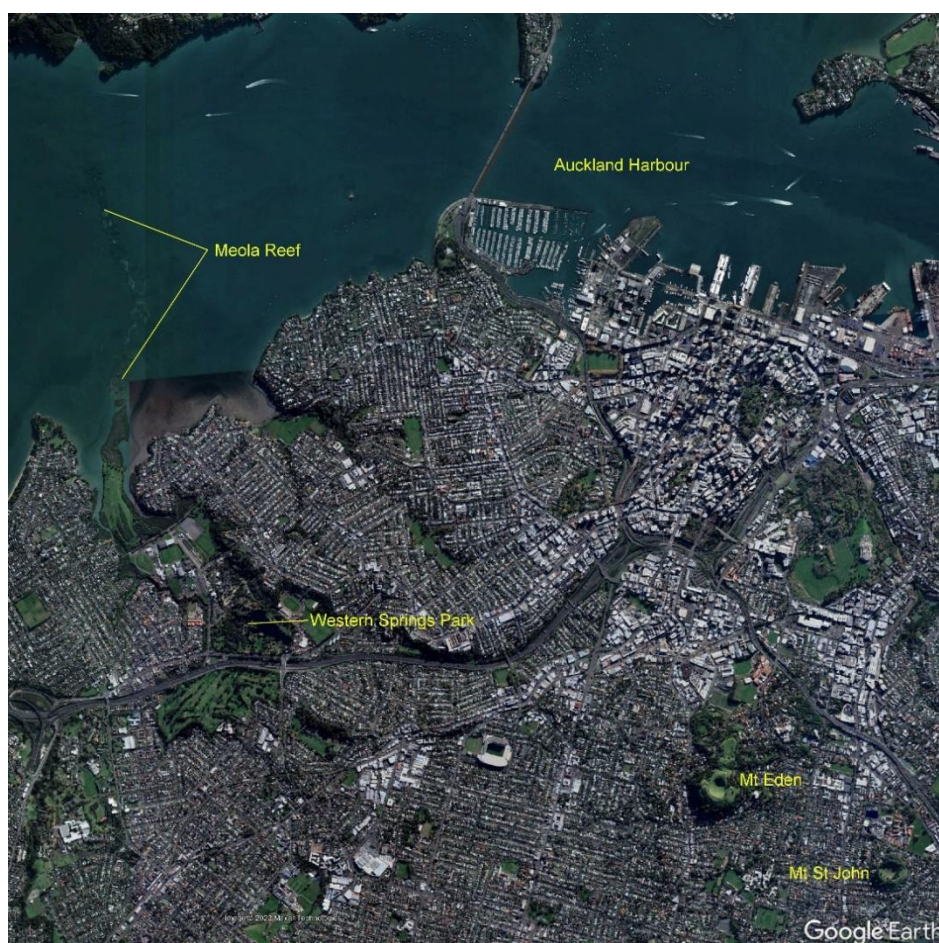 Auckland Harbour
Meola Reef
Western Springs Park
Mt Eden
Mt St John
Google Earth